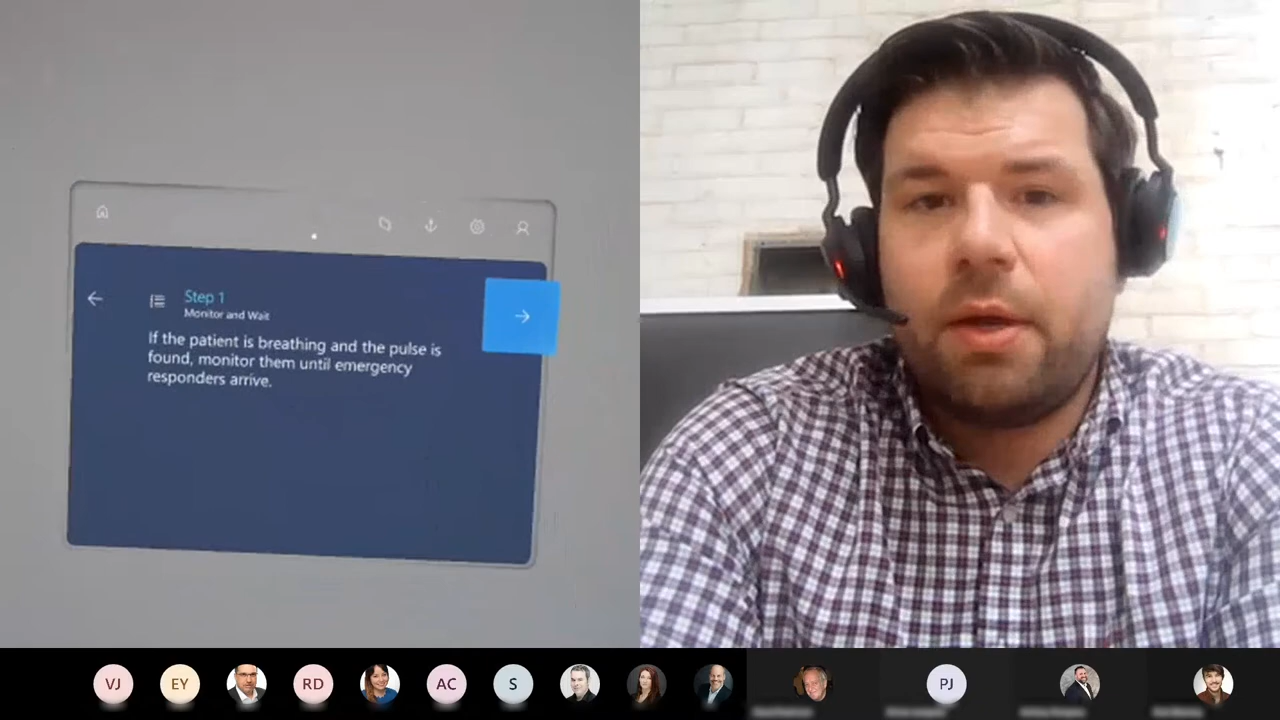 Step 1
Monitor and Wait
If the patient is breathing and the pulse is
found, monitor them until emergency
responders arrive.
VJ
EY
RD
AC
S
PJ